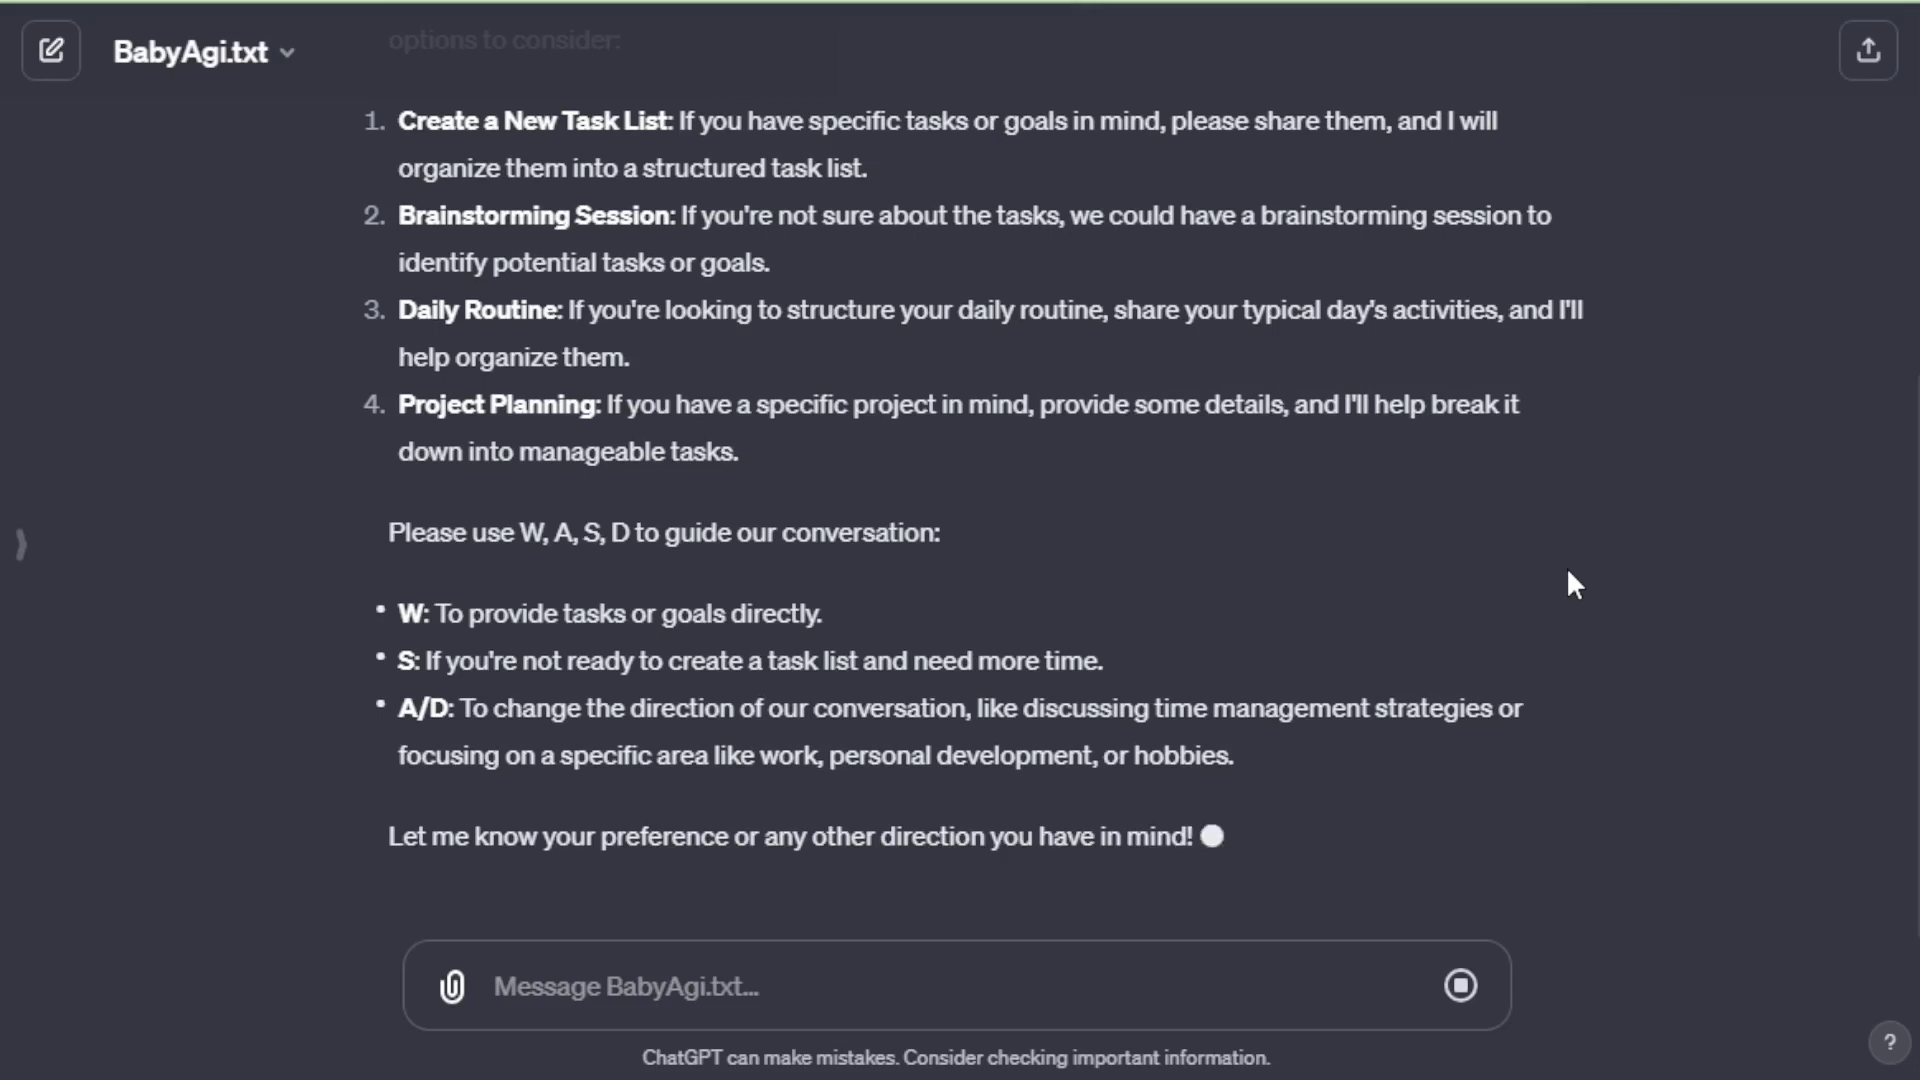 BabyAgi.txt
options to consider:
1. Create a New Task List: If you have specific tasks or goals in mind, please share them, and I will
organize them into a structured task list.
2. Brainstorming Session: If you're not sure about the tasks, we could have a brainstorming session to
identify potential tasks or goals.
3. Daily Routine: If you're looking to structure your daily routine, share your typical day's activities, and I'll
help organize them.
4. Project Planning: If you have a specific project in mind, provide some details, and I'll help break it
down into manageable tasks.
Please use W, A, S, D to guide our conversation:
• W: To provide tasks or goals directly.
• S: If you're not ready to create a task list and need more time.
• A/D: To change the direction of our conversation, like discussing time management strategies or
focusing on a specific area like work, personal development, or hobbies.
Let me know your preference or any other direction you have in mind!
Message BabyAgi.txt...
ChatGPT can make mistakes. Consider checking important information.
?